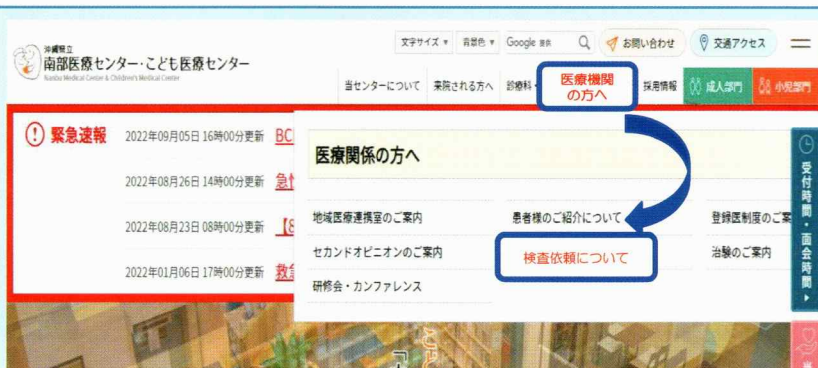 沖縄県立
南部医療センター・こども医療センター
Nanbu Medical Center & Children's Medical Center
文字サイズ ▼ 背景色 ▼ Google 提供 お問い合わせ 交通アクセス
当センターについて 来院される方へ 診療科・ 医療機関の方へ 採用情報 成人部門 小児部門
緊急速報 2022年09月05日 16時00分更新 BC
2022年08月26日 14時00分更新 急性
2022年08月23日 08時00分更新 【8
2022年01月06日 17時00分更新 救急
医療関係の方へ
地域医療連携室のご案内 患者様のご紹介について 登録医制度のご案
セカンドオピニオンのご案内 検査依頼について 治験のご案内
研修会・カンファレンス
受付時間・面会時間